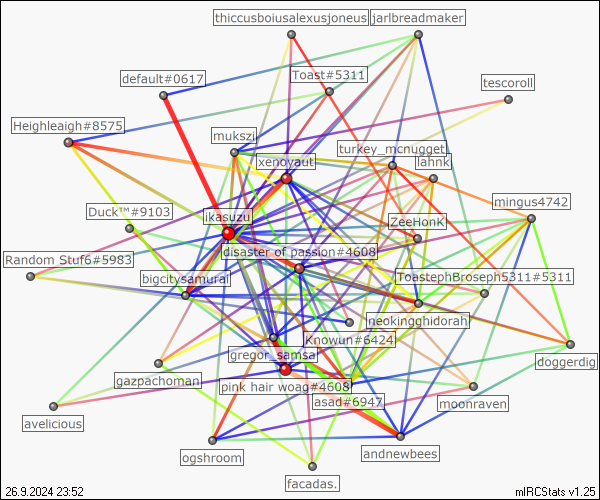 thiccusboiusalexusjoneus
jarlbreadmaker
default#0617
Toast#5311
tescoroll
Heighleaigh#8575
mukszi
turkey_mcnugget
xenoyaut
lahnk
Duck™#9103
ikasuzu
mingus4742
ZeeHonK
disaster of passion#4608
Random Stuf6#5983
bigcitysamurai
ToastephBroseph5311#5311
neokingghidorah
Knowun#6424
gregor_samsa
doggerdig
gazpachoman
pink hair woag#4608
moonraven
asad#6947
avelicious
andnewbees
ogshroom
facadas.
26.9.2024 23:52
mIRCStats v1.25